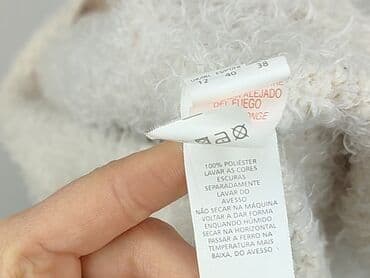 38
12 40
ALEJADO
DEL FUEGO
100% POLIÉSTER
LAVAR AS CORES
ESCURAS
SEPARADAMENTE
LAVAR DO
AVESSO
NÃO SECAR NA MÁQUINA
VOLTAR A DAR FORMA
ENQUANTO HÚMIDO
SECAR NA HORIZONTAL
PASSAR A FERRO NA
TEMPERATURA MAIS
BAIXA, DO AVESSO